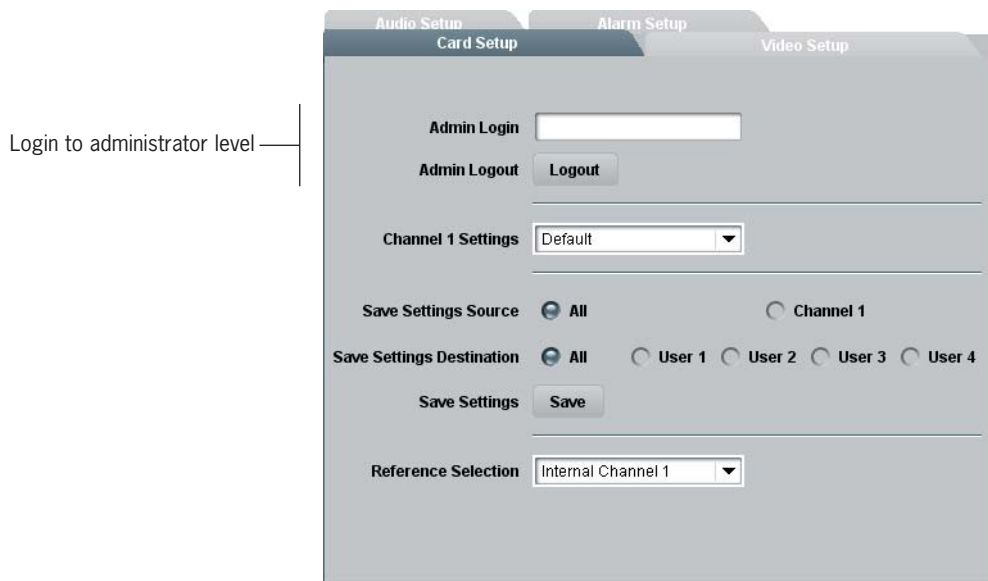 Audio Setup Alarm Setup
Card Setup Video Setup
Login to administrator level
Admin Login
Admin Logout Logout
Channel 1 Settings Default
Save Settings Source All Channel 1
Save Settings Destination All User 1 User 2 User 3 User 4
Save Settings Save
Reference Selection Internal Channel 1